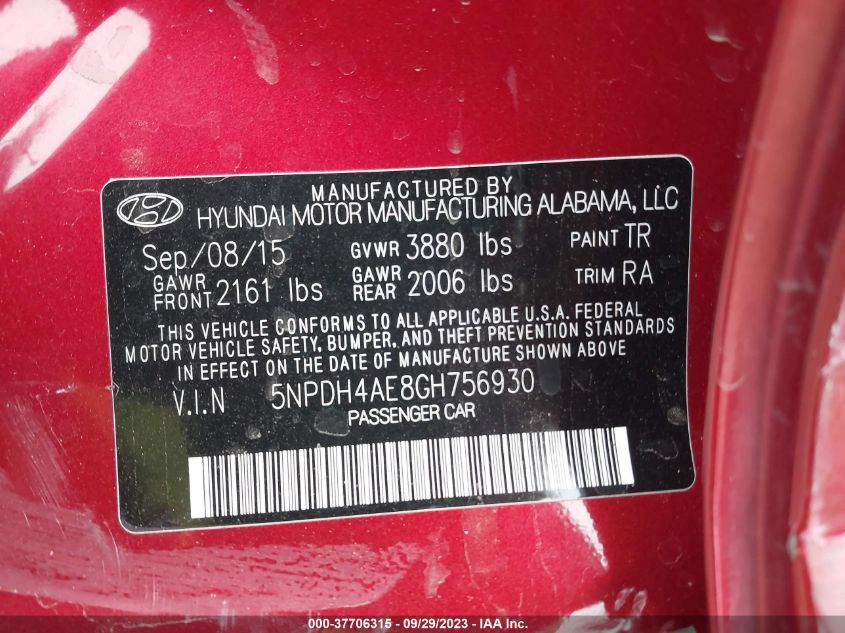 MANUFACTURED BY
HYUNDAI MOTOR MANUFACTURING ALABAMA, LLC
Sep/08/15 GVWR 3880 lbs PAINT TR
GAWR FRONT 2161 lbs GAWR REAR 2006 lbs TRIM RA
THIS VEHICLE CONFORMS TO ALL APPLICABLE U.S.A. FEDERAL
MOTOR VEHICLE SAFETY, BUMPER, AND THEFT PREVENTION STANDARDS
IN EFFECT ON THE DATE OF MANUFACTURE SHOWN ABOVE
V.I.N 5NPDH4AE8GH756930
PASSENGER CAR
000-37706315 - 09/29/2023 - IAA Inc.